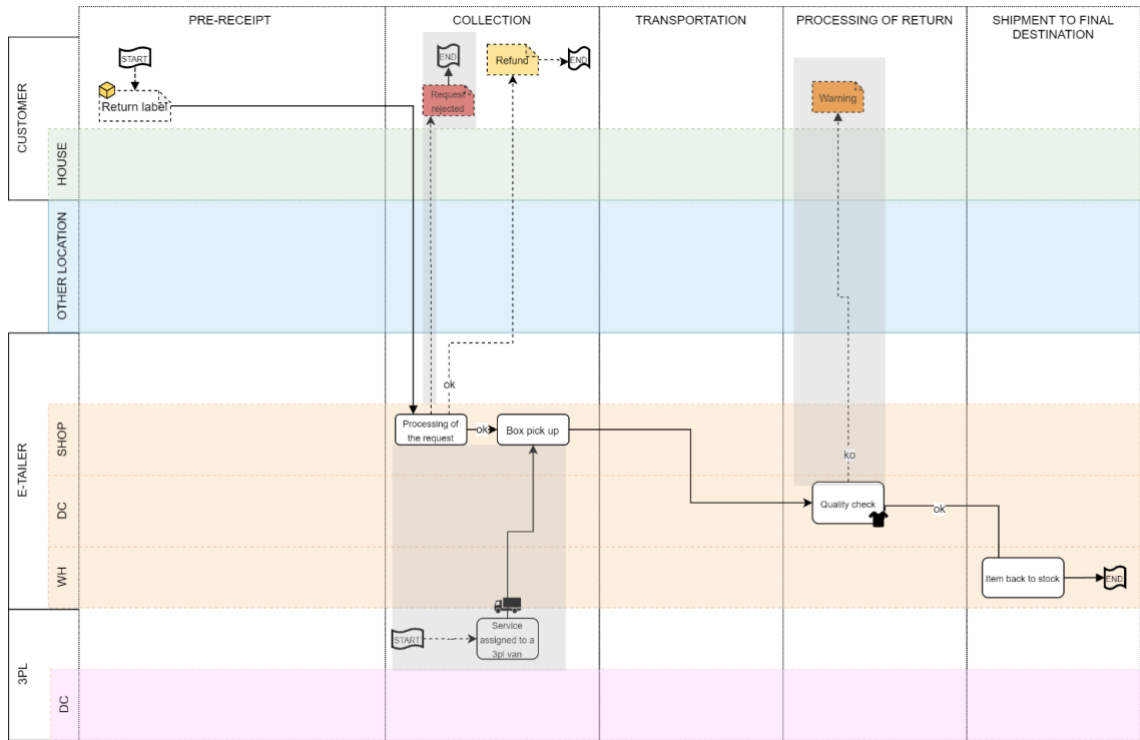 PRE-RECEIPT
COLLECTION
TRANSPORTATION
PROCESSING OF RETURN
SHIPMENT TO FINAL
DESTINATION
CUSTOMER
HOUSE
OTHER LOCATION
E-TAILER
SHOP
DC
WH
3PL
DC
START
Return label
END
Request
rejected
Refund
END
Warning
ok
Processing of
the request
ok
Box pick up
ko
Quality check
ok
Item back to stock
END
START
Service
assigned to a
3pl van